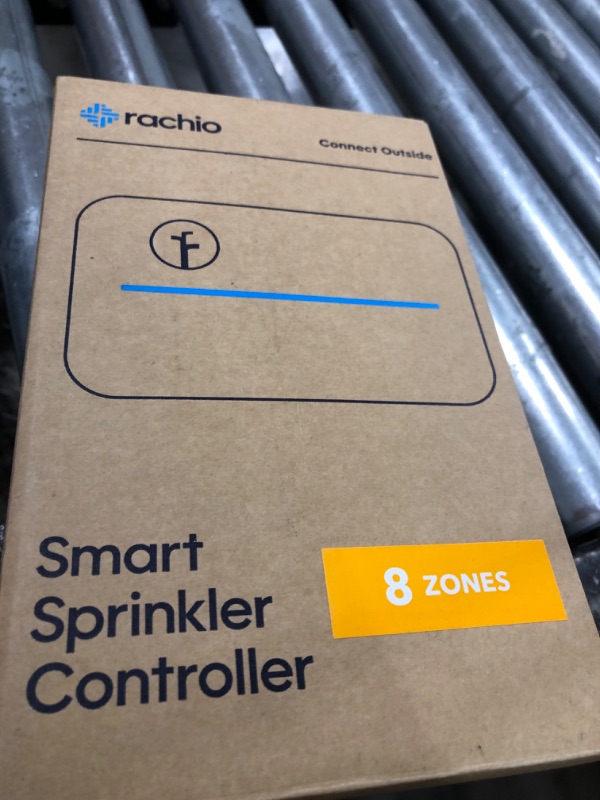 rachio
Connect Outside
Smart
Sprinkler
Controller
8 ZONES